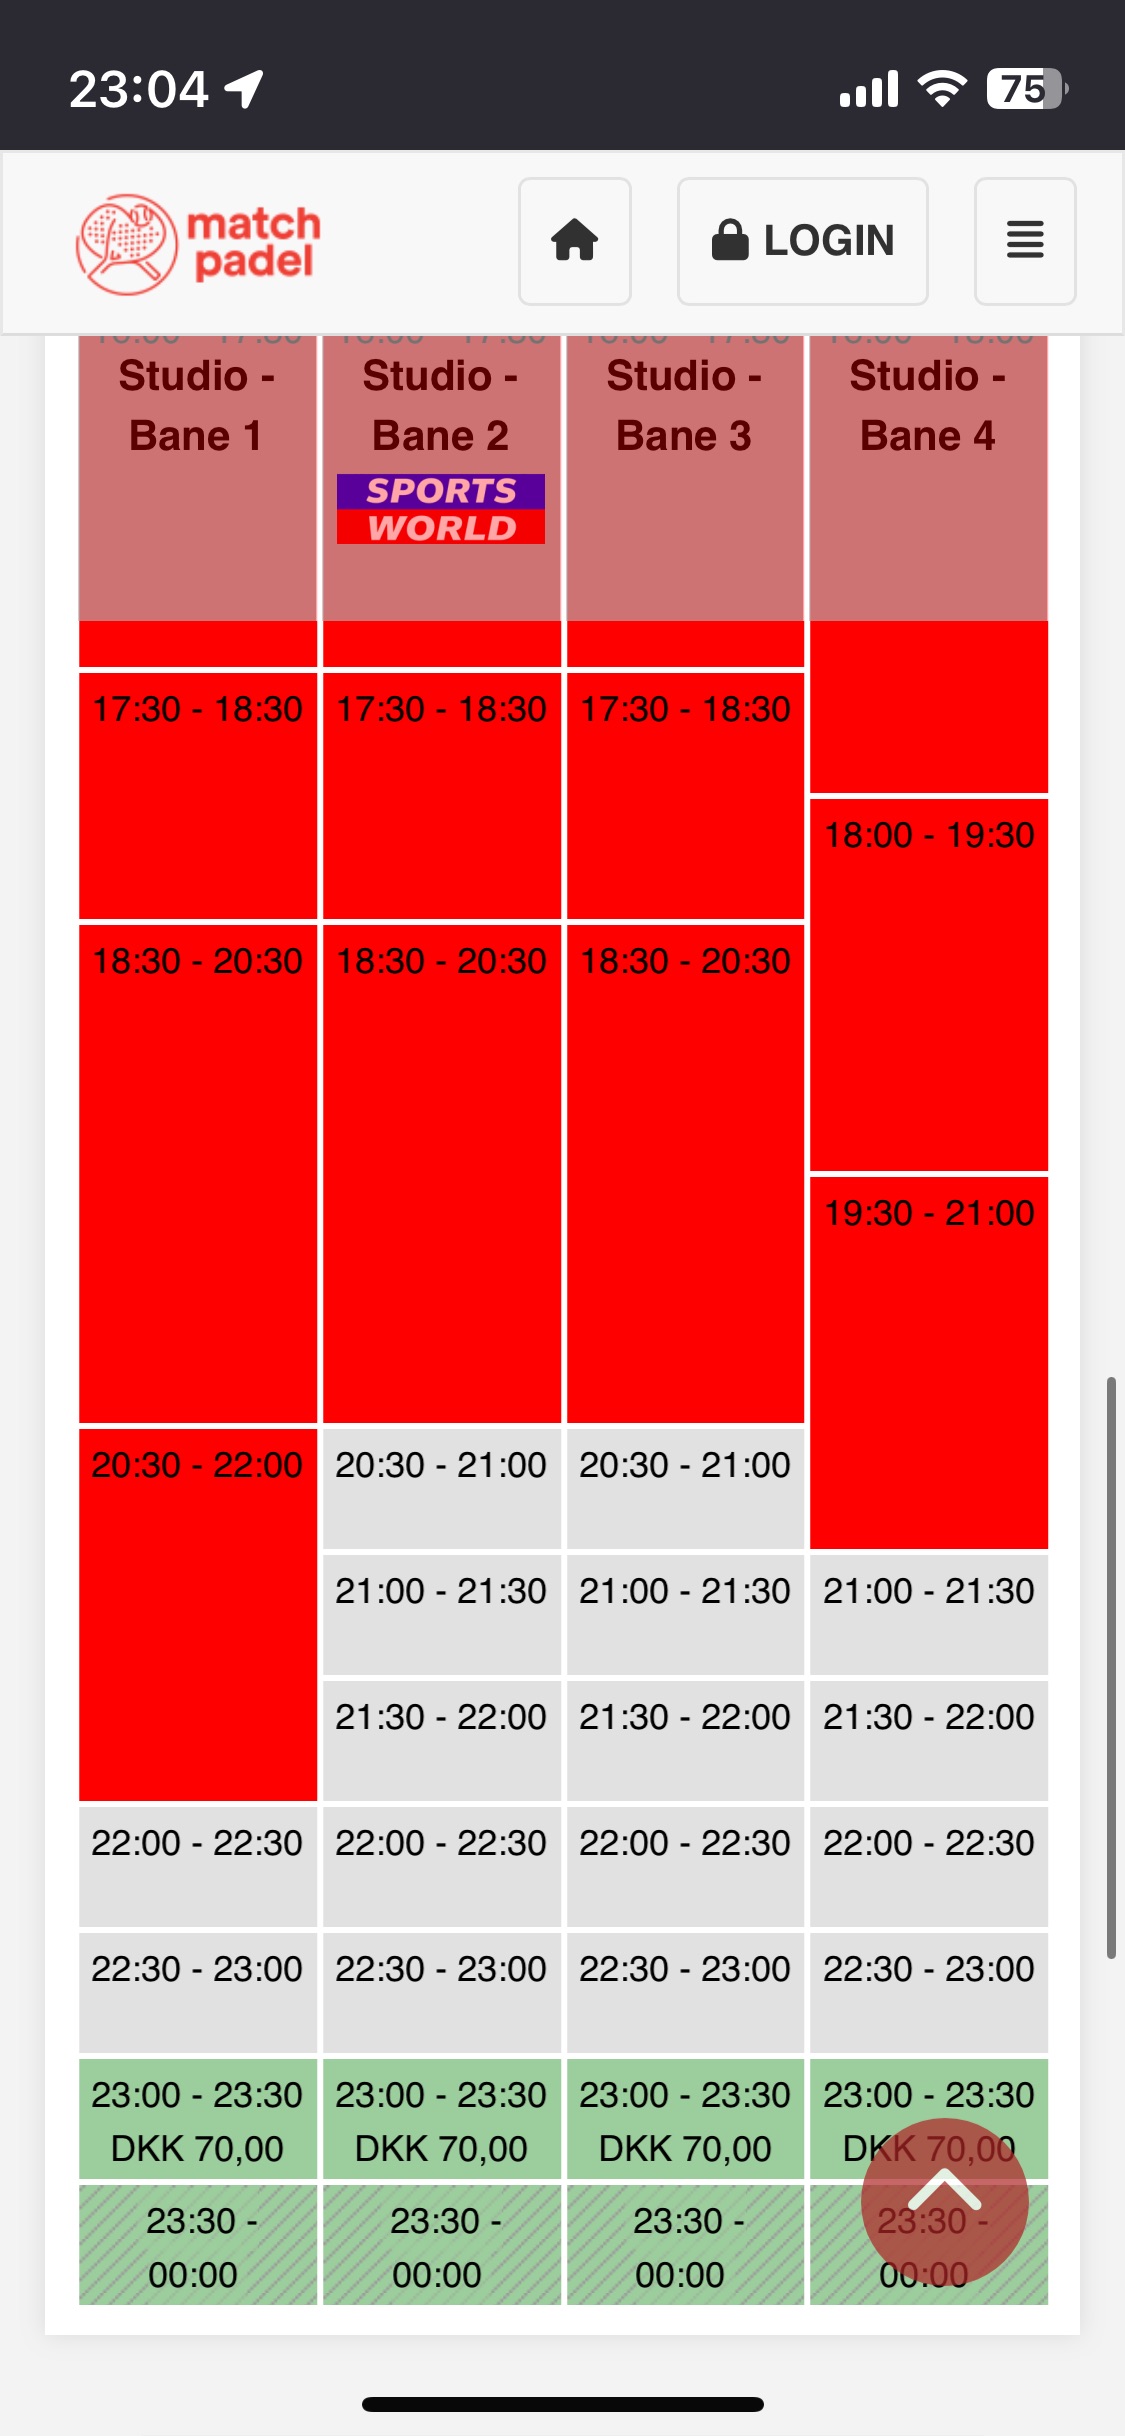 23:04
75
match
padel
LOGIN
Studio -
Bane 1
Studio -
Bane 2
SPORTS
WORLD
Studio -
Bane 3
Studio -
Bane 4
17:30 - 18:30 17:30 - 18:30 17:30 - 18:30
18:00 - 19:30
18:30 - 20:30 18:30 - 20:30 18:30 - 20:30
19:30 - 21:00
20:30 - 22:00 20:30 - 21:00 20:30 - 21:00
21:00 - 21:30 21:00 - 21:30 21:00 - 21:30
21:30 - 22:00 21:30 - 22:00 21:30 - 22:00
22:00 - 22:30 22:00 - 22:30 22:00 - 22:30 22:00 - 22:30
22:30 - 23:00 22:30 - 23:00 22:30 - 23:00 22:30 - 23:00
23:00 - 23:30 23:00 - 23:30 23:00 - 23:30 23:00 - 23:30
DKK 70,00 DKK 70,00 DKK 70,00 DKK 70,00
23:30 - 23:30 - 23:30 - 23:30 -
00:00 00:00 00:00 00:00